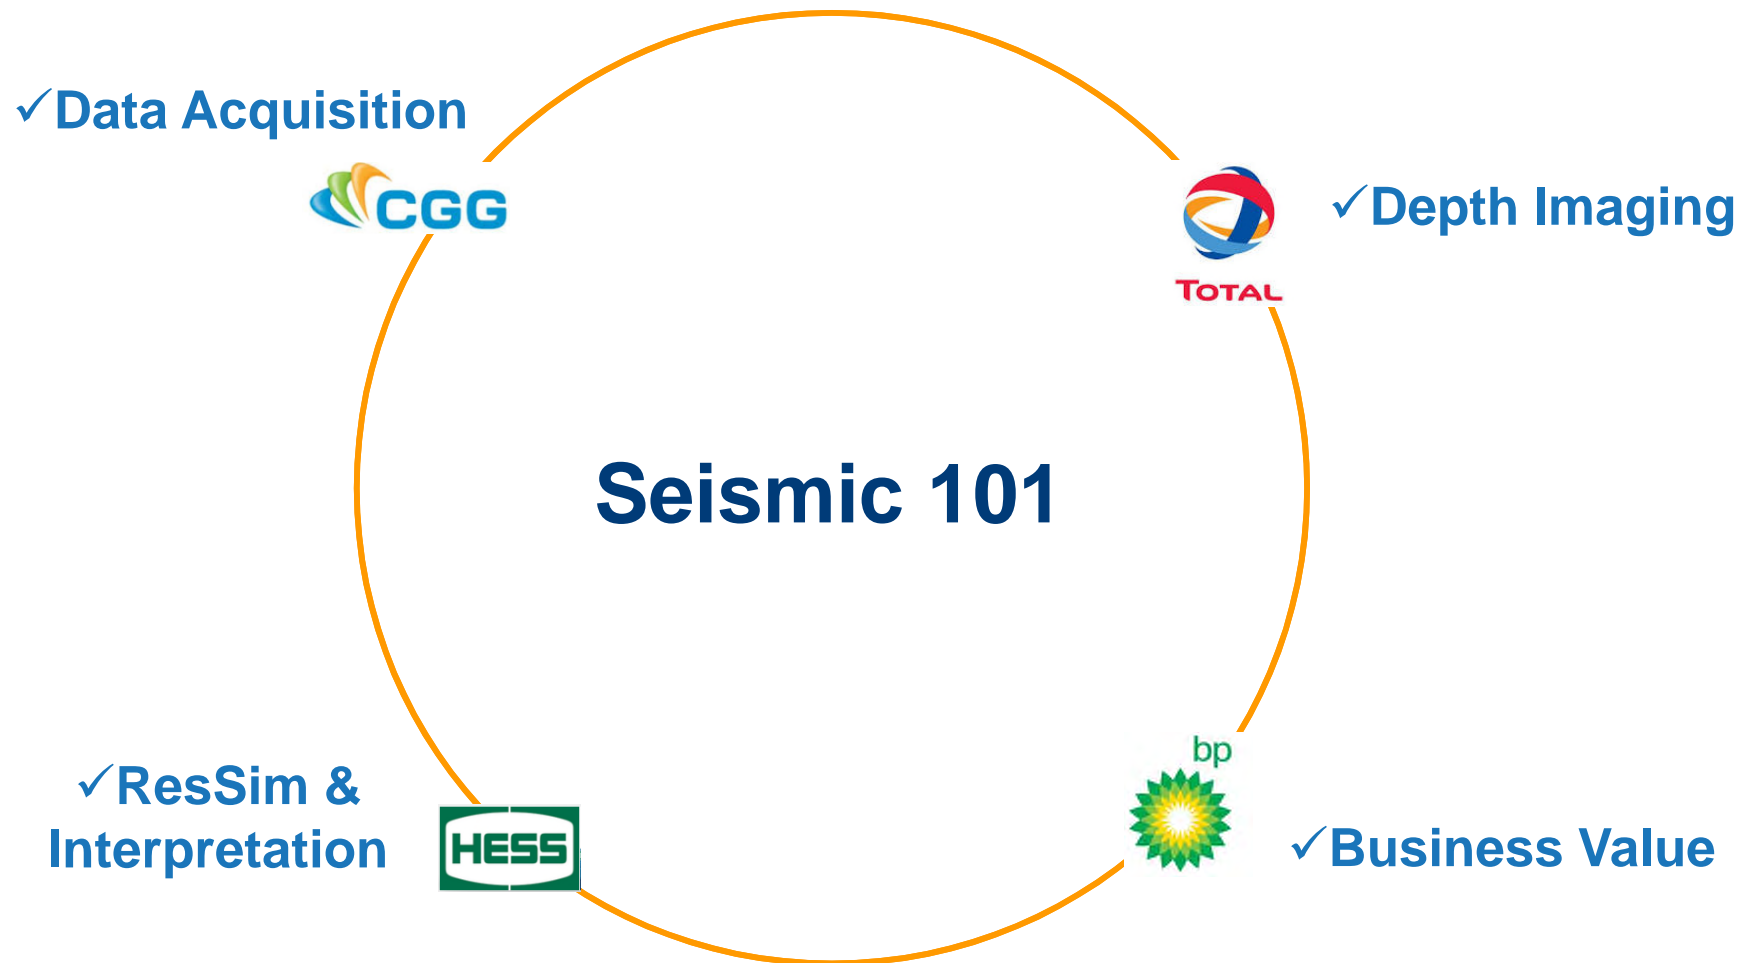 ✓Data Acquisition
CGG
TOTAL
✓Depth Imaging
Seismic 101
✓ResSim &
Interpretation
HESS
bp
✓Business Value